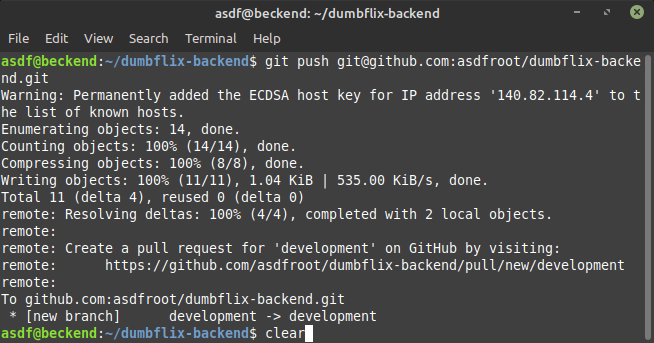 asdf@beckend: ~/dumbflix-backend
File Edit View Search Terminal Help
asdf@beckend:~/dumbflix-backend$ git push git@github.com:asdfroot/dumbflix-backe
nd.git
Warning: Permanently added the ECDSA host key for IP address '140.82.114.4' to t
he list of known hosts.
Enumerating objects: 14, done.
Counting objects: 100% (14/14), done.
Compressing objects: 100% (8/8), done.
Writing objects: 100% (11/11), 1.04 KiB | 535.00 KiB/s, done.
Total 11 (delta 4), reused 0 (delta 0)
remote: Resolving deltas: 100% (4/4), completed with 2 local objects.
remote:
remote: Create a pull request for 'development' on GitHub by visiting:
remote:      https://github.com/asdfroot/dumbflix-backend/pull/new/development
remote:
To github.com:asdfroot/dumbflix-backend.git
 * [new branch]      development -> development
asdf@beckend:~/dumbflix-backend$ clear